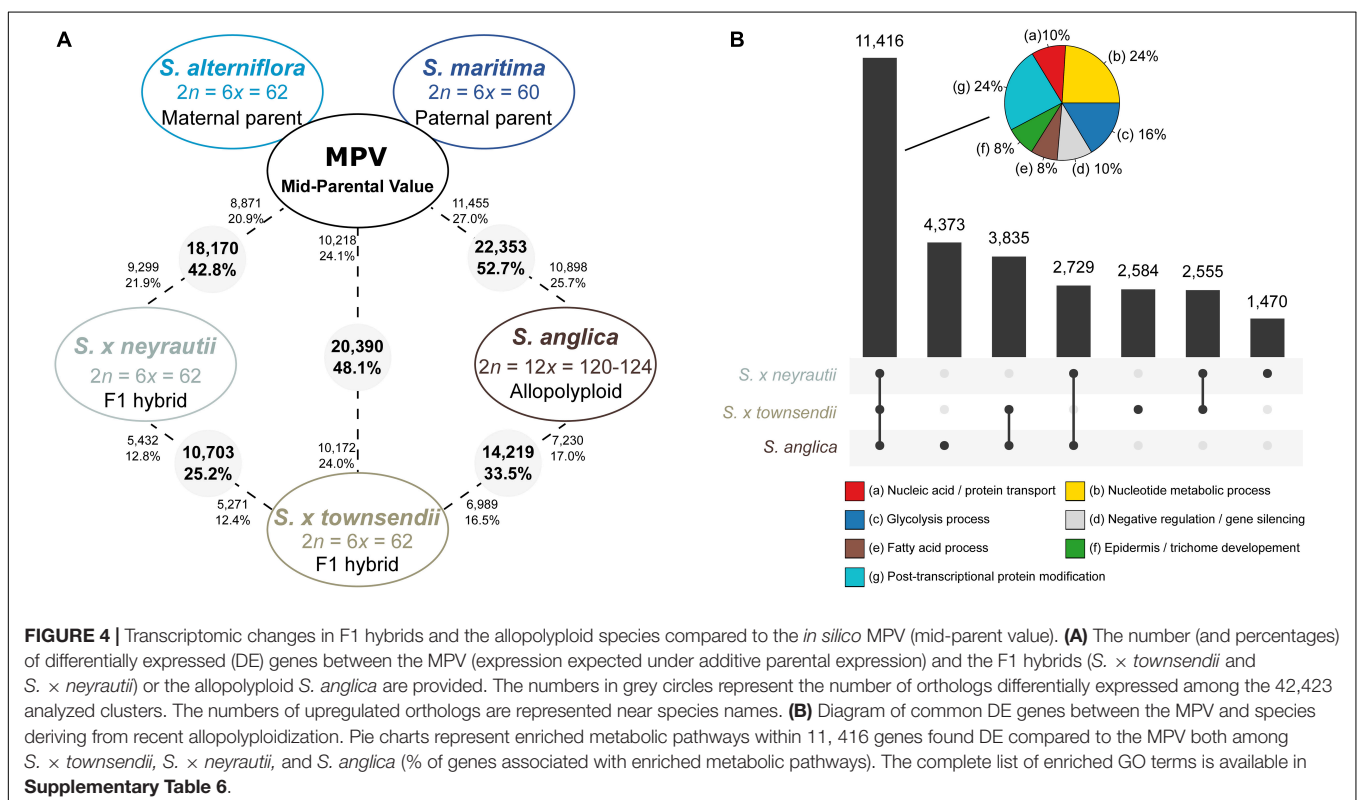 A
S. alterniflora
2n = 6x = 62
Maternal parent
S. maritima
2n = 6x = 60
Paternal parent
MPV
Mid-Parental Value
8,871
20.9%
18,170
42.8%
9,299
21.9%
10,218
24.1%
20,390
48.1%
10,172
24.0%
11,455
27.0%
22,353
52.7%
10,898
25.7%
S. x neyrautii
2n = 6x = 62
F1 hybrid
S. anglica
2n = 12x = 120-124
Allopolyploid
5,432
12.8%
10,703
25.2%
5,271
12.4%
7,230
17.0%
14,219
33.5%
6,989
16.5%
S. x townsendii
2n = 6x = 62
F1 hybrid
B
11,416
4,373
3,835
2,729
2,584
2,555
1,470
(a)10%
(b) 24%
(c) 16%
(d) 10%
(e) 8%
(f) 8%
(g) 24%
S. x neyrautii
S. x townsendii
S. anglica
(a) Nucleic acid / protein transport
(b) Nucleotide metabolic process
(c) Glycolysis process
(d) Negative regulation / gene silencing
(e) Fatty acid process
(f) Epidermis / trichome developement
(g) Post-transcriptional protein modification
FIGURE 4 | Transcriptomic changes in F1 hybrids and the allopolyploid species compared to the in silico MPV (mid-parent value). (A) The number (and percentages)
of differentially expressed (DE) genes between the MPV (expression expected under additive parental expression) and the F1 hybrids (S. × townsendii and
S. × neyrautii) or the allopolyploid S. anglica are provided. The numbers in grey circles represent the number of orthologs differentially expressed among the 42,423
analyzed clusters. The numbers of upregulated orthologs are represented near species names. (B) Diagram of common DE genes between the MPV and species
deriving from recent allopolyploidization. Pie charts represent enriched metabolic pathways within 11, 416 genes found DE compared to the MPV both among
S. × townsendii, S. × neyrautii, and S. anglica (% of genes associated with enriched metabolic pathways). The complete list of enriched GO terms is available in
Supplementary Table 6.